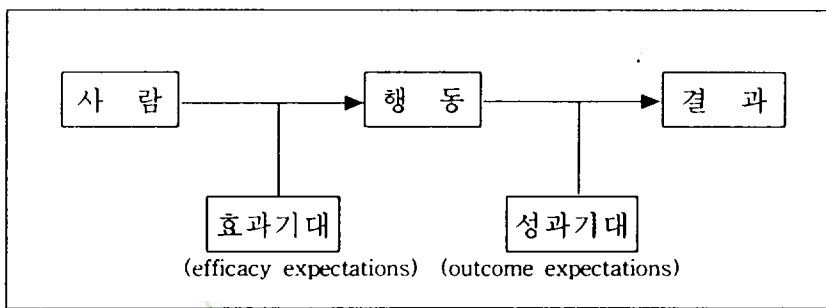 사 람 행 동 결 과
효과기대 성과기대
(efficacy expectations) (outcome expectations)